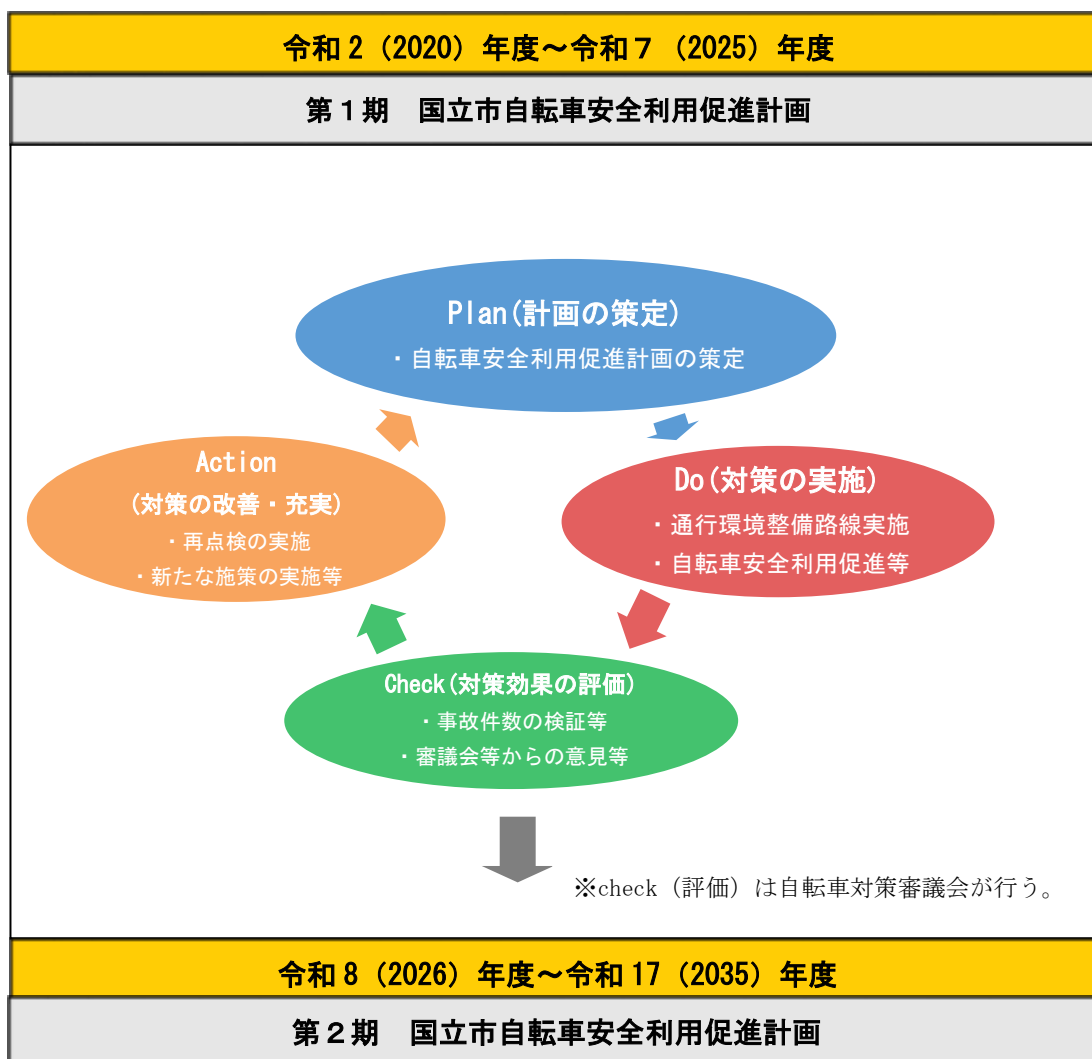 令和２（2020）年度～令和７（2025）年度
第１期　国立市自転車安全利用促進計画
Plan(計画の策定)
・自転車安全利用促進計画の策定
Action
(対策の改善・充実)
・再点検の実施
・新たな施策の実施等
Do(対策の実施)
・通行環境整備路線実施
・自転車安全利用促進等
Check(対策効果の評価)
・事故件数の検証等
・審議会等からの意見等
※check（評価）は自転車対策審議会が行う。
令和８（2026）年度～令和17（2035）年度
第２期　国立市自転車安全利用促進計画